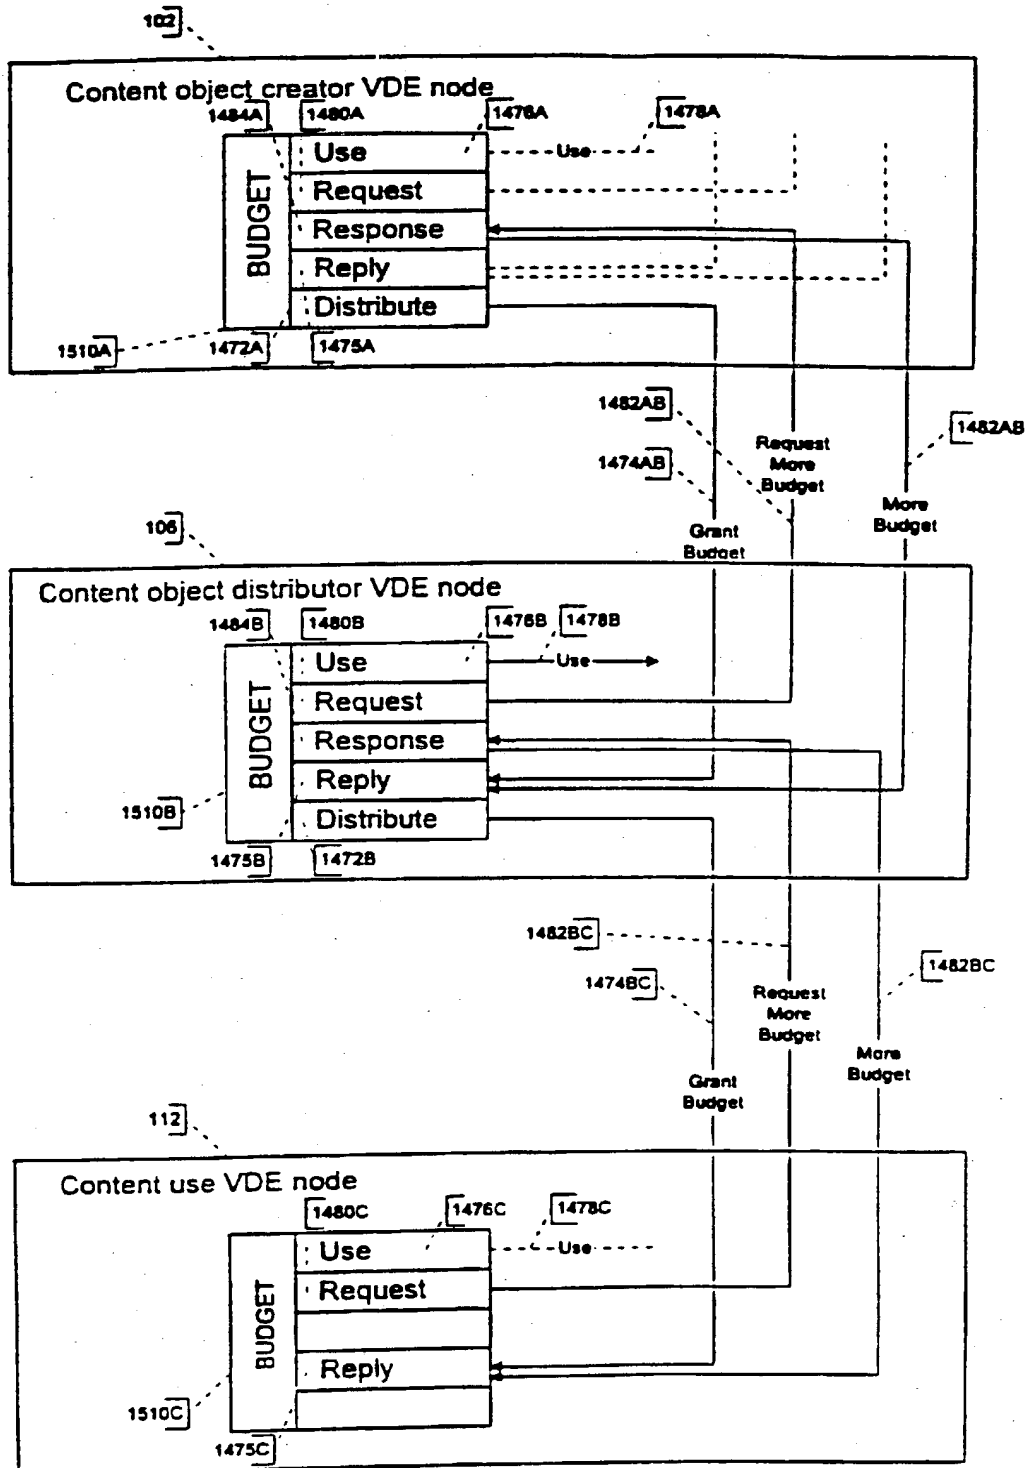 102
Content object creator VDE node
1484A
1480A
1476A
1478A
BUDGET
Use
Use
Request
Response
Reply
Distribute
1510A
1472A
1475A
1482AB
1482AB
1474AB
Request
More
Budget
More
Budget
Grant
Budget
106
Content object distributor VDE node
1484B
1480B
1476B
1478B
BUDGET
Use
Use
Request
Response
Reply
Distribute
1510B
1475B
1472B
1482BC
1482BC
1474BC
Request
More
Budget
More
Budget
Grant
Budget
112
Content use VDE node
1480C
1476C
1478C
BUDGET
Use
Use
Request
Reply
1510C
1475C